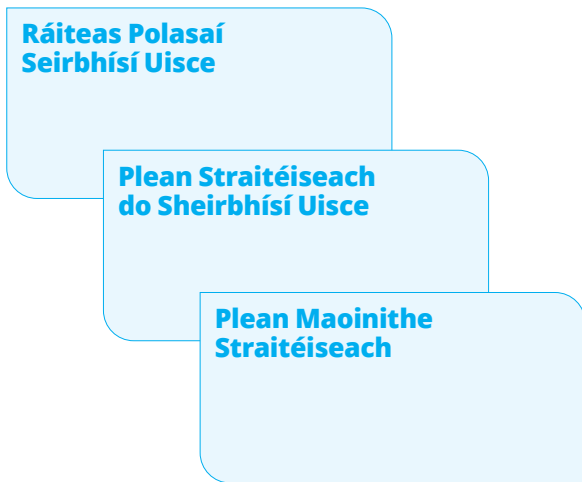 Ráiteas Polasaí
Seirbhísí Uisce
Plean Straitéiseach
do Sheirbhísí Uisce
Plean Maoinithe
Straitéiseach